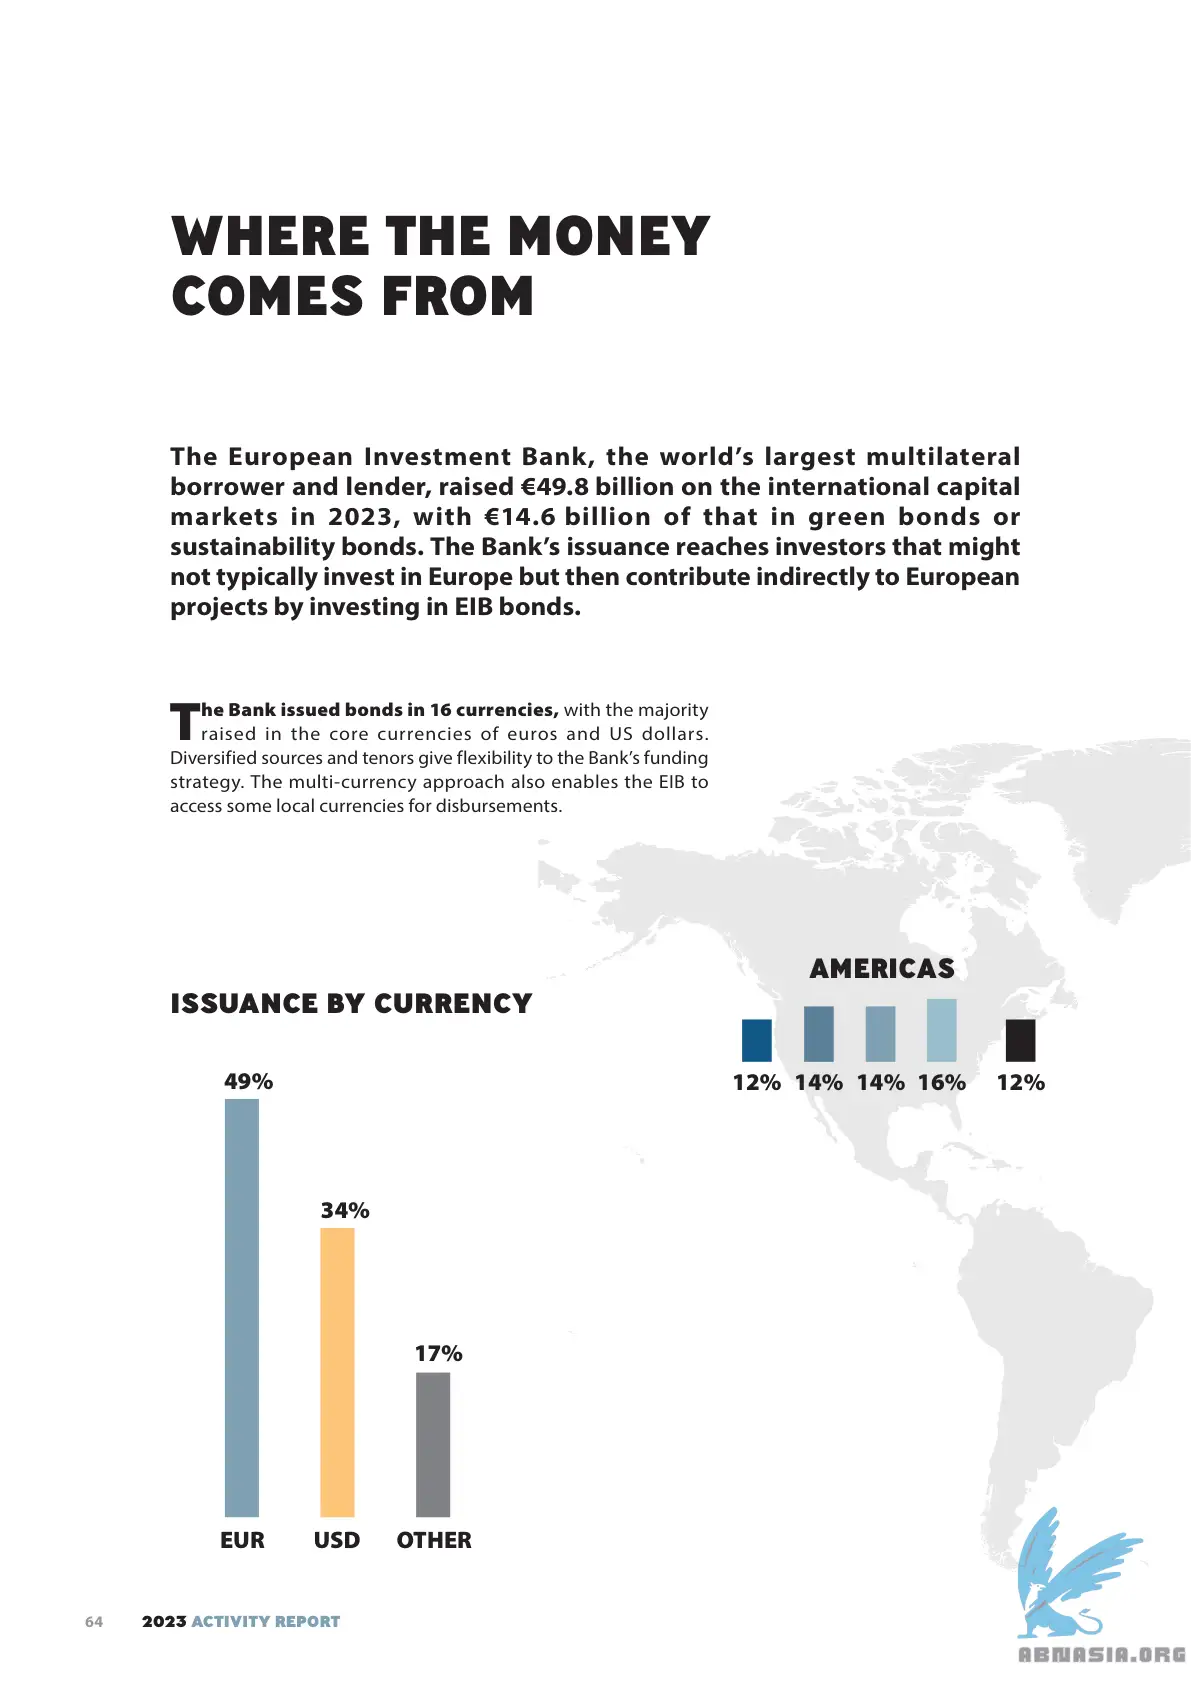 WHERE THE MONEY
COMES FROM
The European Investment Bank, the world’s largest multilateral
borrower and lender, raised €49.8 billion on the international capital
markets in 2023, with €14.6 billion of that in green bonds or
sustainability bonds. The Bank’s issuance reaches investors that might
not typically invest in Europe but then contribute indirectly to European
projects by investing in EIB bonds.
The Bank issued bonds in 16 currencies, with the majority
raised in the core currencies of euros and US dollars.
Diversified sources and tenors give flexibility to the Bank’s funding
strategy. The multi-currency approach also enables the EIB to
access some local currencies for disbursements.
AMERICAS
12% 14% 14% 16% 12%
ISSUANCE BY CURRENCY
49%
34%
17%
EUR USD OTHER
64 2023 ACTIVITY REPORT
ABNASIA.ORG